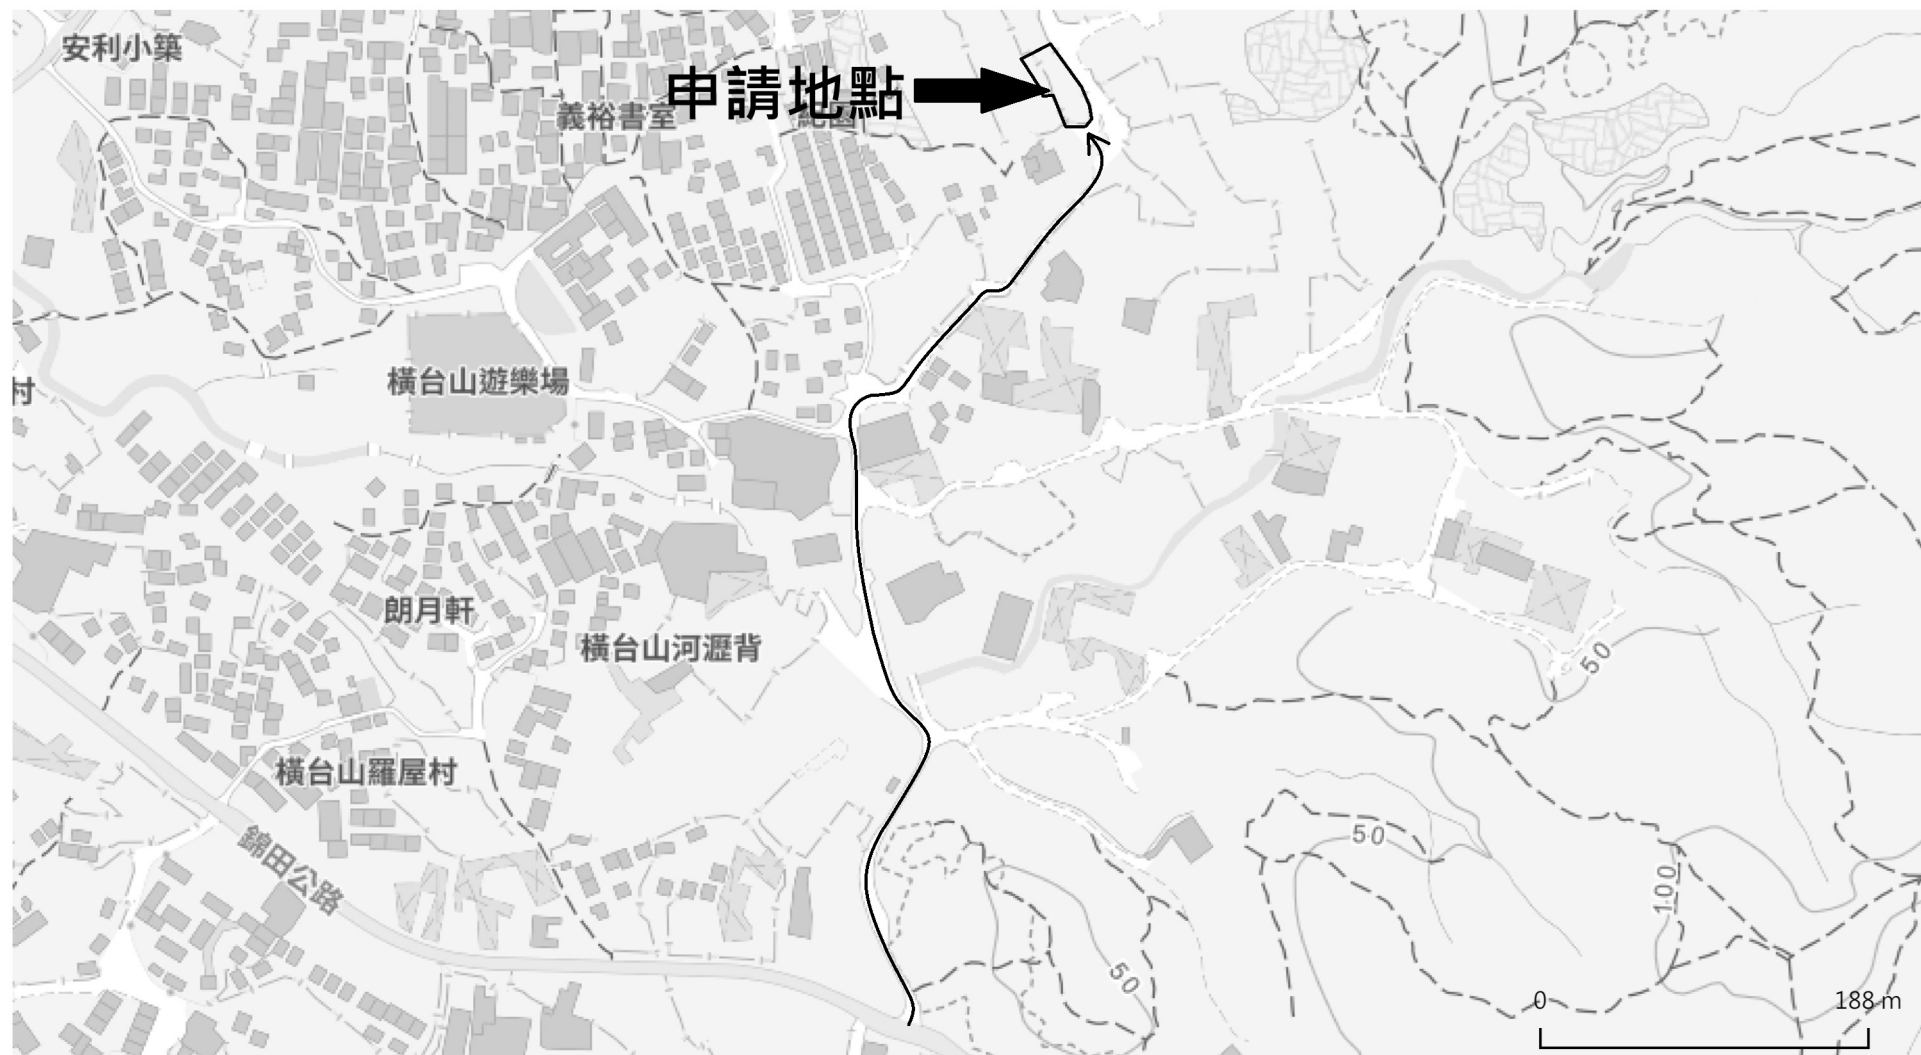 安利小築
申請地點
義裕書室
橫台山遊樂場
村
朗月軒
橫台山河瀝背
50
橫台山羅屋村
錦田公路
50
100
50
0
188 m